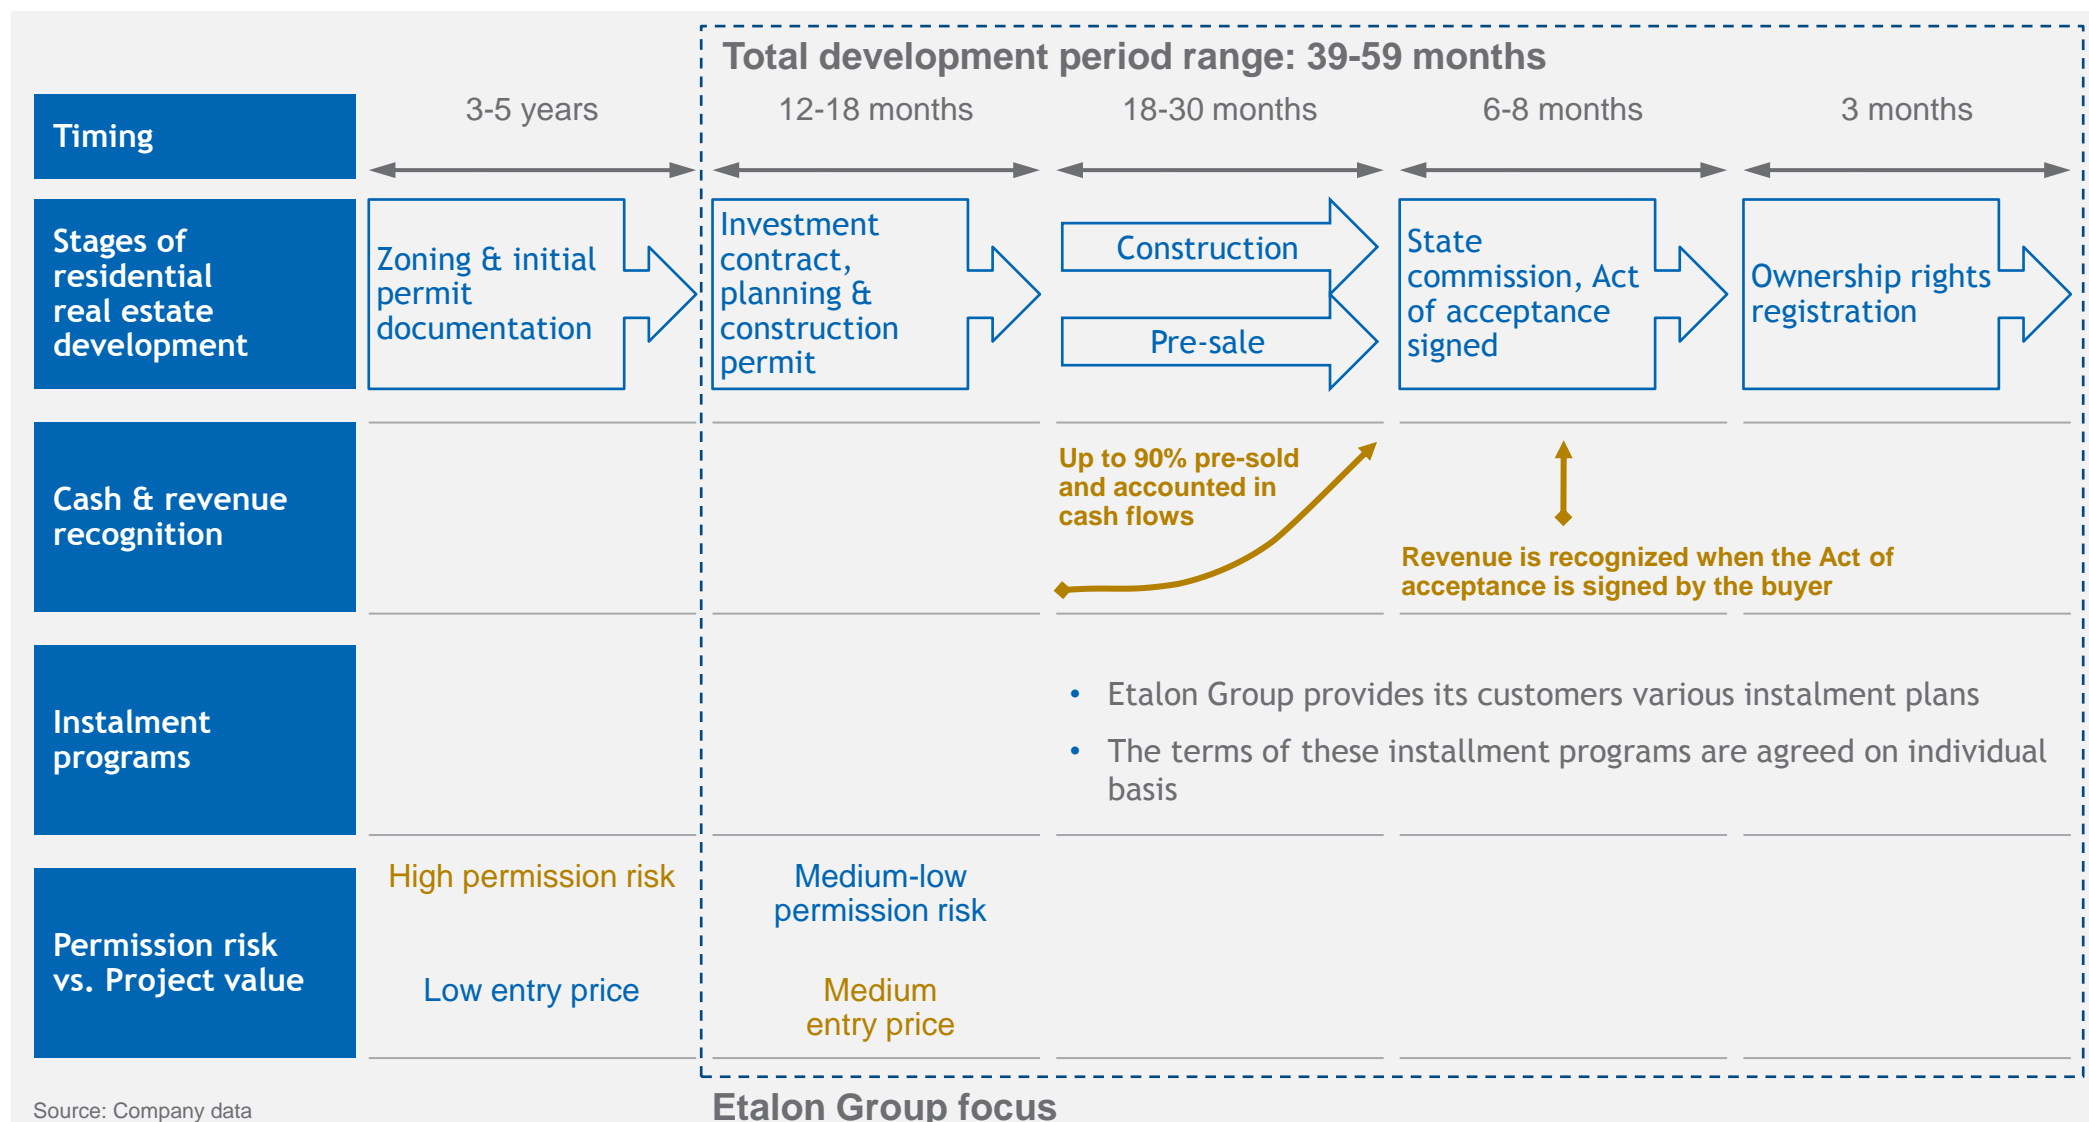 Total development period range: 39-59 months
Timing
3-5 years
12-18 months
18-30 months
6-8 months
3 months
Stages of
residential
real estate
development
Zoning & initial
permit
documentation
Investment
contract,
planning &
construction
permit
Construction
Pre-sale
State
commission, Act
of acceptance
signed
Ownership rights
registration
Cash & revenue
recognition
Up to 90% pre-sold
and accounted in
cash flows
Revenue is recognized when the Act of
acceptance is signed by the buyer
Instalment
programs
• Etalon Group provides its customers various instalment plans
• The terms of these installment programs are agreed on individual
basis
Permission risk
vs. Project value
High permission risk
Low entry price
Medium-low
permission risk
Medium
entry price
Source: Company data
Etalon Group focus